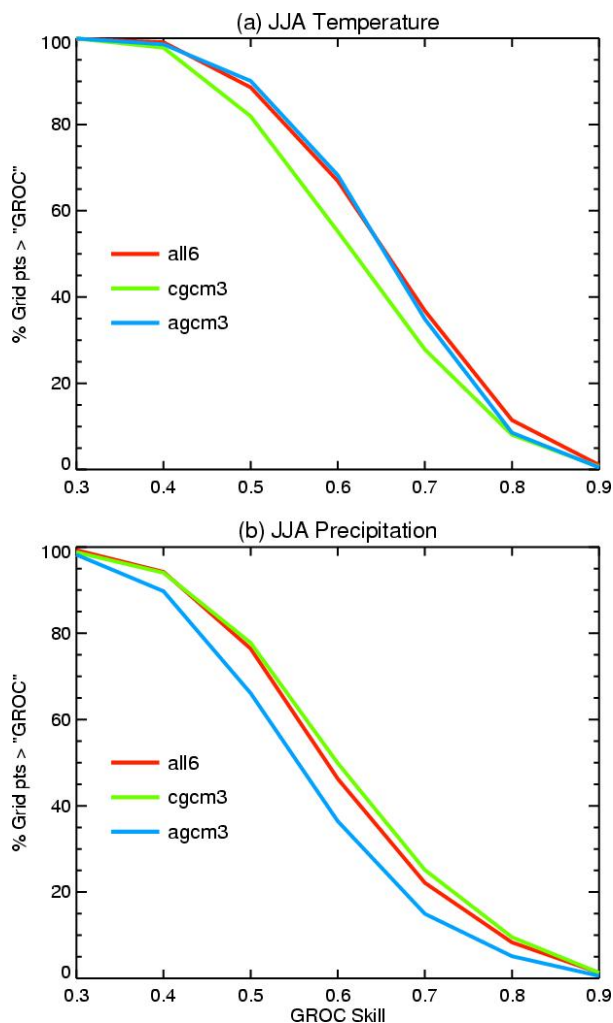 (a) JJA Temperature
100
80
60
40
20
0
% Grid pts > "GROC"
all6
cgcm3
agcm3
0.3 0.4 0.5 0.6 0.7 0.8 0.9
(b) JJA Precipitation
100
80
60
40
20
0
% Grid pts > "GROC"
all6
cgcm3
agcm3
0.3 0.4 0.5 0.6 0.7 0.8 0.9
GROC Skill